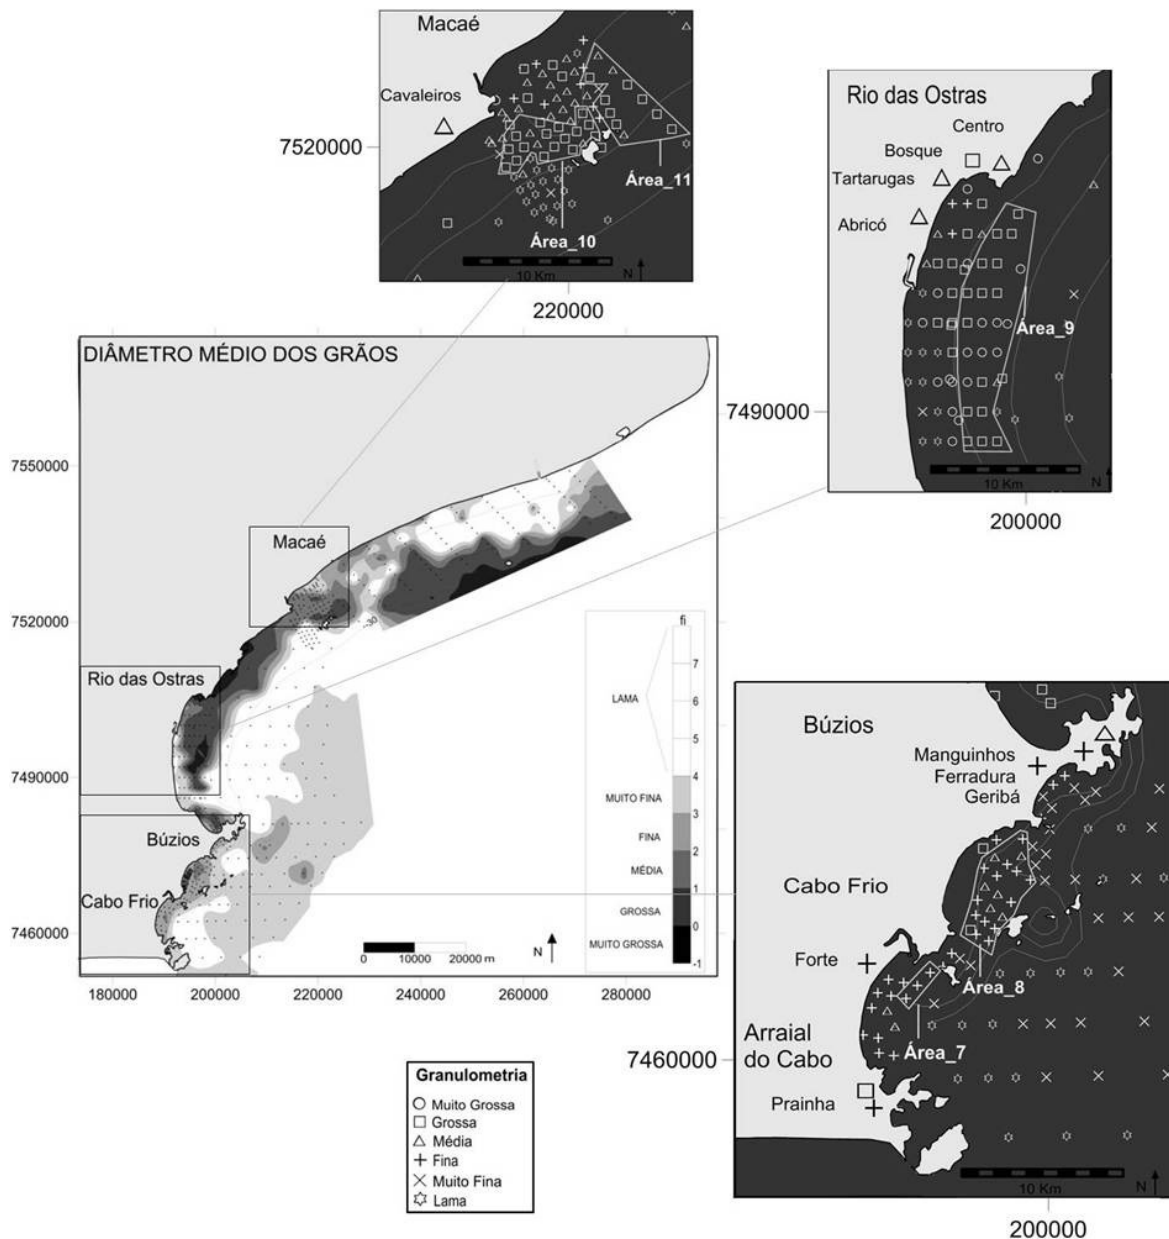 Macaé
Cavaleiros
7520000
Área_11
Área_10
10 Km
N
220000
Rio das Ostras
Centro
Bosque
Tartarugas
Abricó
Área_9
7490000
10 Km
N
200000
DIÂMETRO MÉDIO DOS GRÃOS
7550000
7520000
7490000
7460000
Macaé
Rio das Ostras
Búzios
Cabo Frio
-30
fi
7
LAMA
6
5
4
MUITO FINA
3
FINA
2
MÉDIA
1
GROSSA
0
MUITO GROSSA
-1
N
0 10000 20000 m
180000 200000 220000 240000 260000 280000
Búzios
Manguinhos
Ferradura
Geribá
Cabo Frio
Forte
Área_8
Arraial
do Cabo
Área_7
7460000
Prainha
10 Km
N
200000
Granulometria
Muito Grossa
Grossa
Média
Fina
Muito Fina
Lama